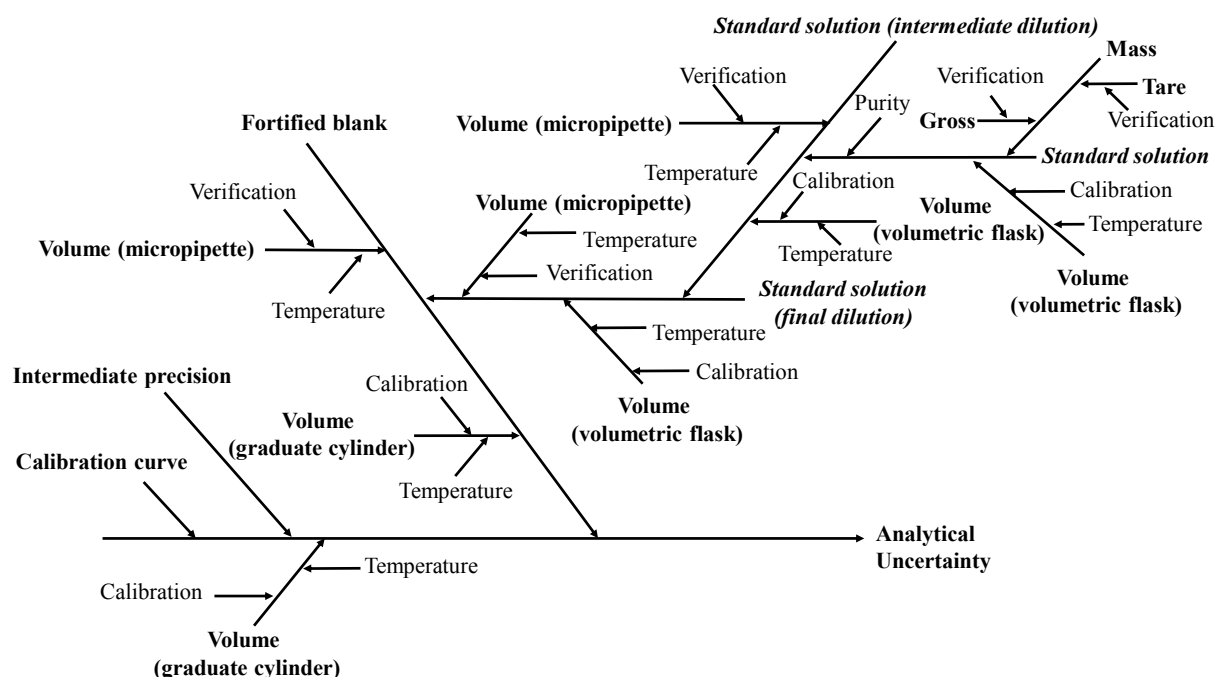 Standard solution (intermediate dilution)
Mass
Verification
Verification
Tare
Purity
Fortified blank
Volume (micropipette)
Gross
Verification
Standard solution
Temperature
Calibration
Calibration
Verification
Volume (micropipette)
Volume
(volumetric flask)
Temperature
Temperature
Volume (micropipette)
Temperature
Verification
Volume
(volumetric flask)
Standard solution
(final dilution)
Temperature
Temperature
Intermediate precision
Calibration
Calibration
Volume
(volumetric flask)
Volume
(graduate cylinder)
Calibration curve
Temperature
Analytical
Uncertainty
Temperature
Calibration
Volume
(graduate cylinder)